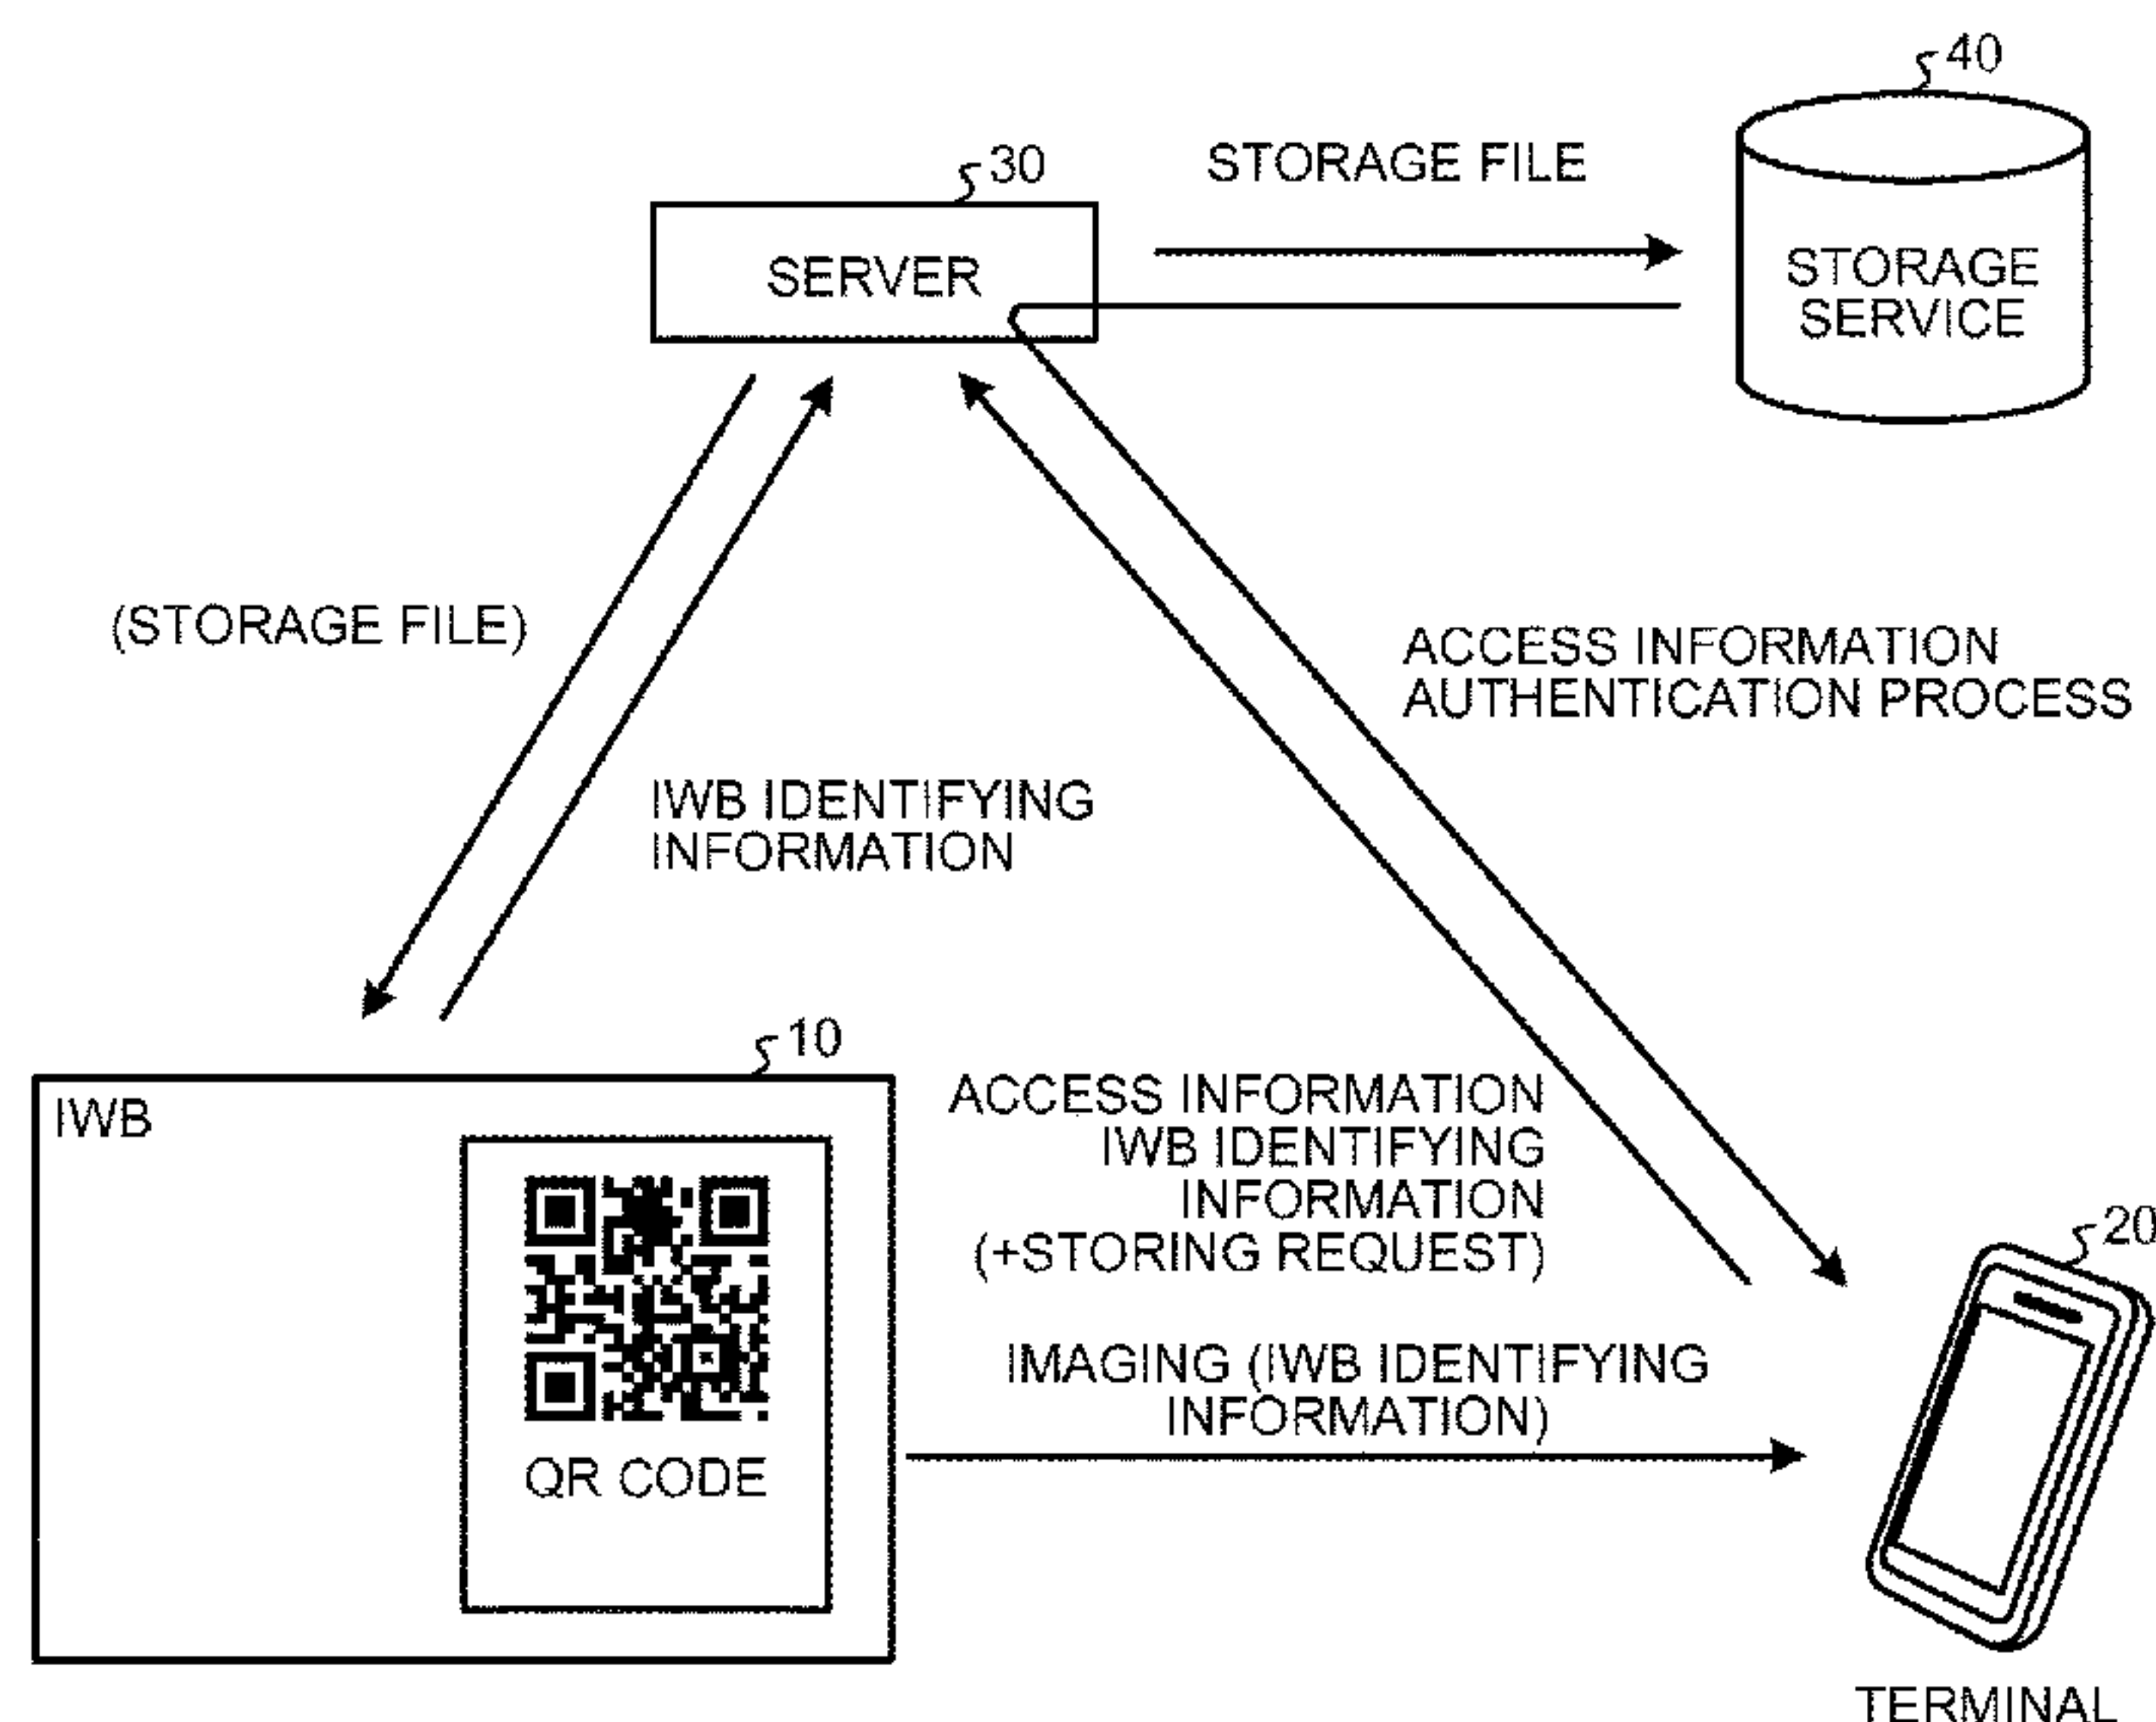 40
30
STORAGE FILE
SERVER
STORAGE
SERVICE
(STORAGE FILE)
ACCESS INFORMATION
AUTHENTICATION PROCESS
IWB IDENTIFYING
INFORMATION
10
IWB
ACCESS INFORMATION
IWB IDENTIFYING
INFORMATION
(+STORING REQUEST)
20
IMAGING (IWB IDENTIFYING
INFORMATION)
QR CODE
TERMINAL